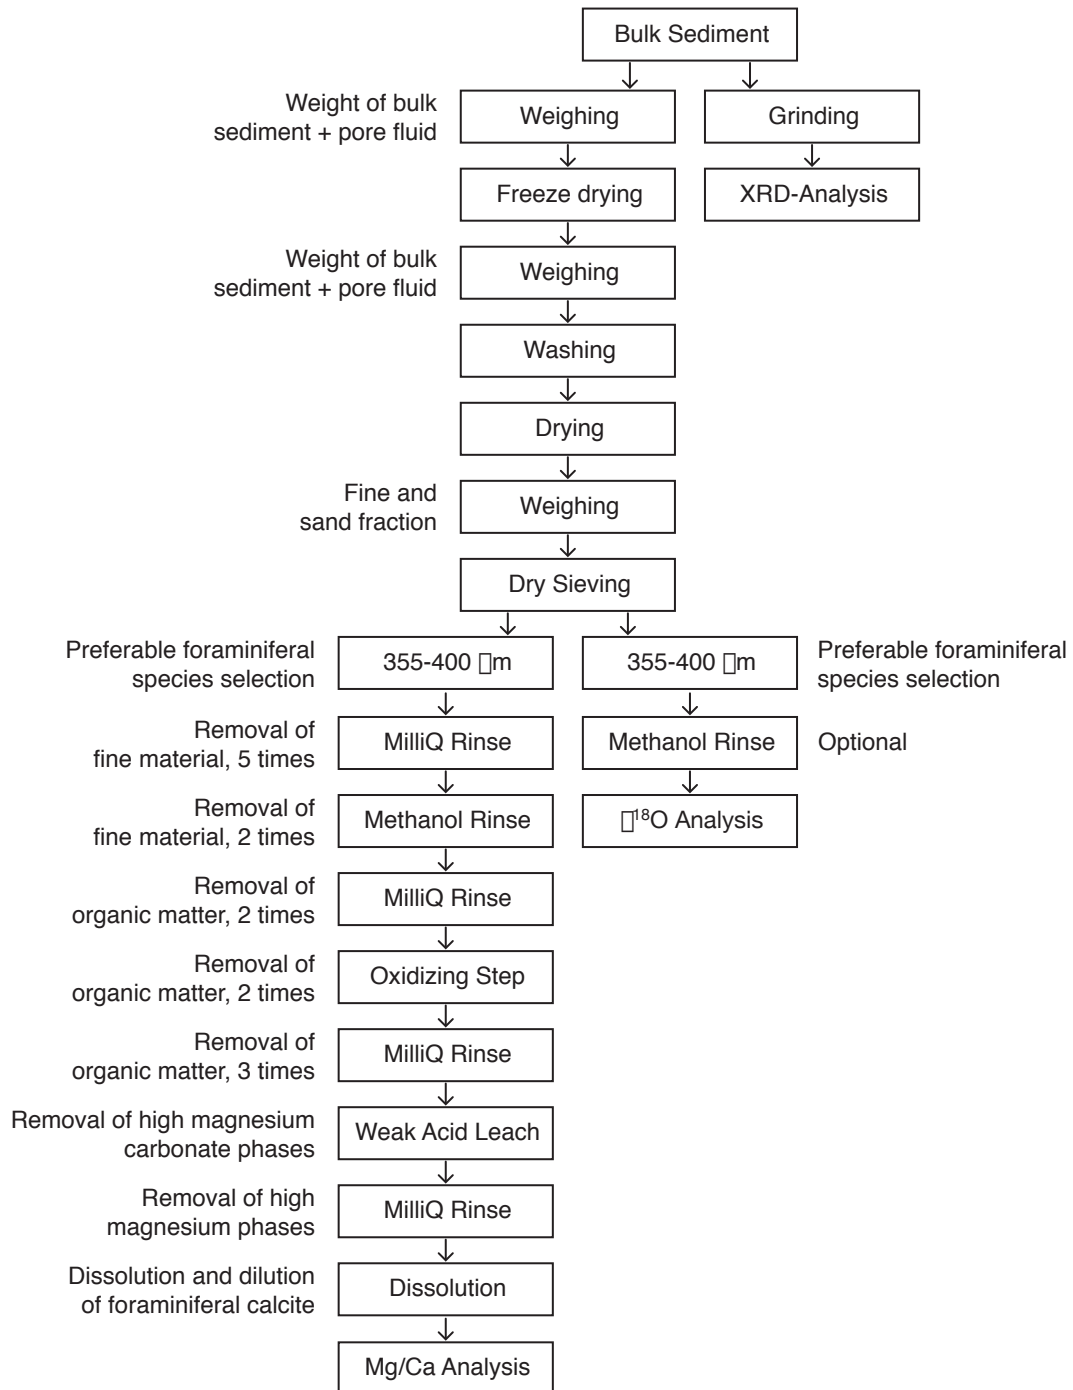 Bulk Sediment
Weight of bulk
sediment + pore fluid
Weighing
Grinding
Freeze drying
XRD-Analysis
Weight of bulk
sediment + pore fluid
Weighing
Washing
Drying
Fine and
sand fraction
Weighing
Dry Sieving
Preferable foraminiferal
species selection
355-400 □m
355-400 □m
Preferable foraminiferal
species selection
Removal of
fine material, 5 times
MilliQ Rinse
Methanol Rinse
Optional
Removal of
fine material, 2 times
Methanol Rinse
□¹⁸O Analysis
Removal of
organic matter, 2 times
MilliQ Rinse
Removal of
organic matter, 2 times
Oxidizing Step
Removal of
organic matter, 3 times
MilliQ Rinse
Removal of high magnesium
carbonate phases
Weak Acid Leach
Removal of high
magnesium phases
MilliQ Rinse
Dissolution and dilution
of foraminiferal calcite
Dissolution
Mg/Ca Analysis